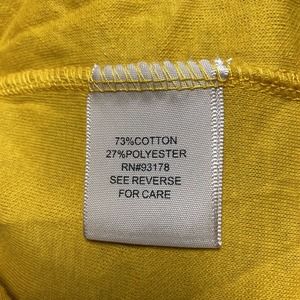 73%COTTON
27%POLYESTER
RN#93178
SEE REVERSE
FOR CARE